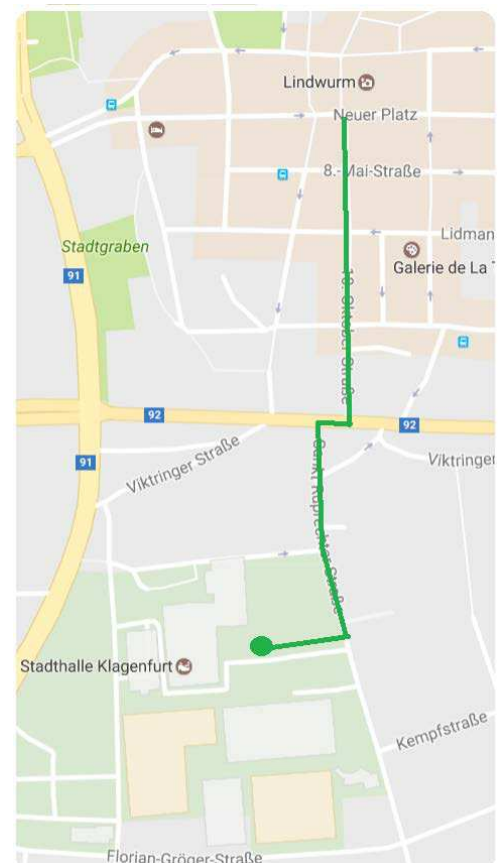 Lindwurm
Neuer Platz
8.-Mai-Straße
Lidman
Stadtgraben
Galerie de La T
91
10. Oktober Straße
92
92
91
Viktringer Straße
Viktringer
Sankt Ruprechter Straße
Stadthalle Klagenfurt
Kempfstraße
Florian-Gröger-Straße